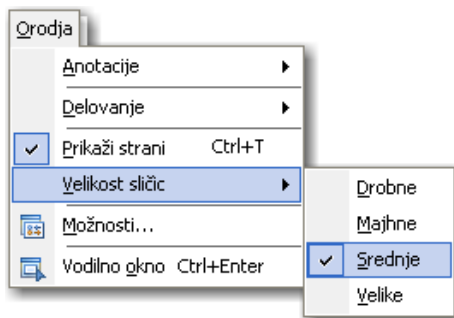 Orodja
Anotacije
Delovanje
Prikaži strani Ctrl+T
Velikost sličic
Možnosti...
Vodilno okno Ctrl+Enter
Drobne
Majhne
Srednje
Velike